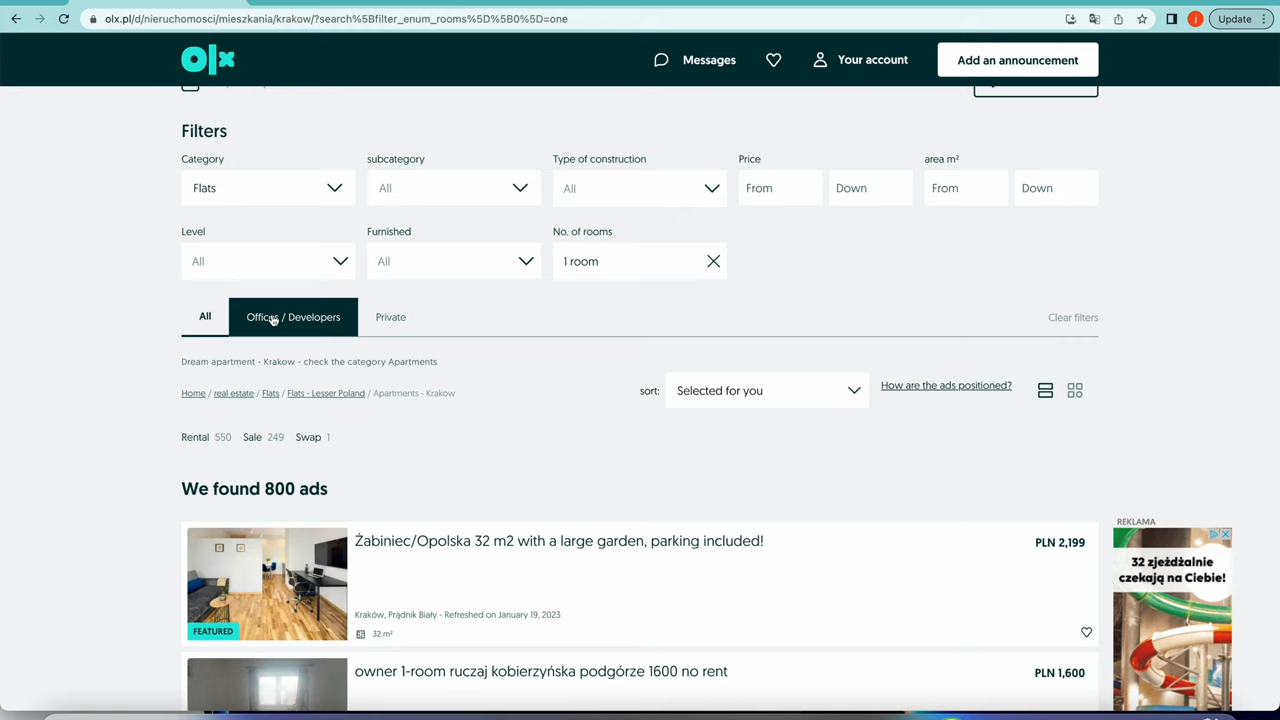 olx.pl/d/nieruchomosci/mieszkania/krakow/?search%5Bfilter_enum_rooms%5D%5B0%5D=one
j
Update
olx
Messages
Your account
Add an announcement
Filters
Category
subcategory
Type of construction
Price
area m²
Flats
All
All
From
Down
From
Down
Level
Furnished
No. of rooms
All
All
1 room
All
Offices / Developers
Private
Clear filters
Dream apartment - Krakow - check the category Apartments
Home / real estate / Flats / Flats - Lesser Poland / Apartments - Krakow
sort:
Selected for you
How are the ads positioned?
Rental 550 Sale 249 Swap 1
We found 800 ads
REKLAMA
Żabiniec/Opolska 32 m2 with a large garden, parking included!
PLN 2,199
Kraków, Prądnik Biały - Refreshed on January 19, 2023
32 m²
FEATURED
32 zjeżdżalnie
czekają na Ciebie!
owner 1-room ruczaj kobierzyńska podgórze 1600 no rent
PLN 1,600